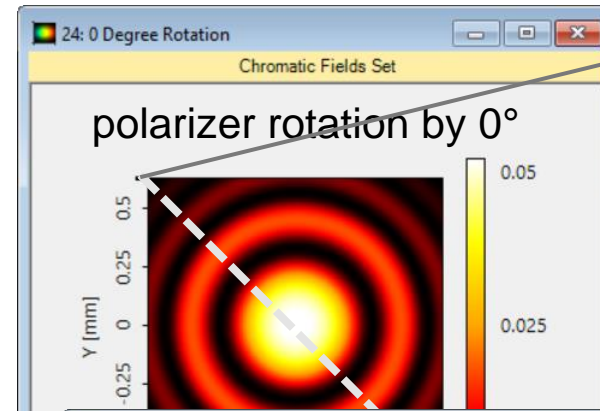 24: 0 Degree Rotation
Chromatic Fields Set
polarizer rotation by 0°
0.05
0.5
0.25
Y [mm]
0
0.025
-0.25